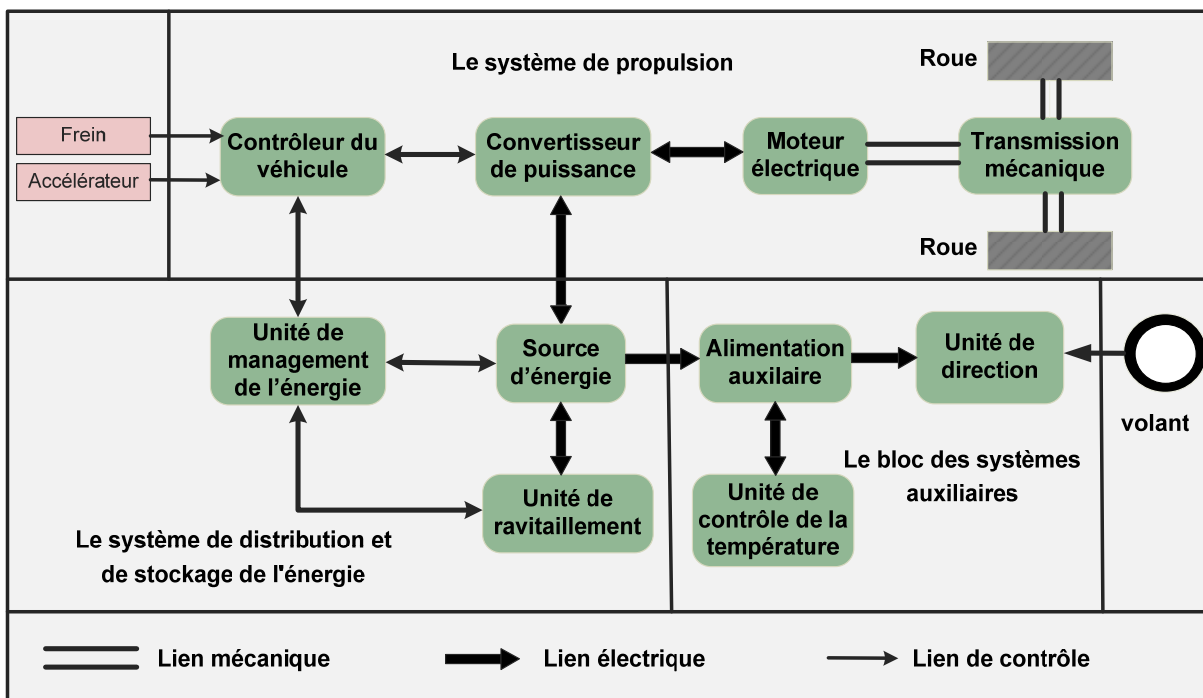 Le système de propulsion
Roue
Frein
Accélérateur
Contrôleur du
véhicule
Convertisseur
de puissance
Moteur
électrique
Transmission
mécanique
Roue
Unité de
management
de l'énergie
Source
d'énergie
Alimentation
auxilaire
Unité de
direction
volant
Unité de
ravitaillement
Unité de
contrôle de la
température
Le bloc des systèmes
auxiliaires
Le système de distribution et
de stockage de l'énergie
Lien mécanique
Lien électrique
Lien de contrôle